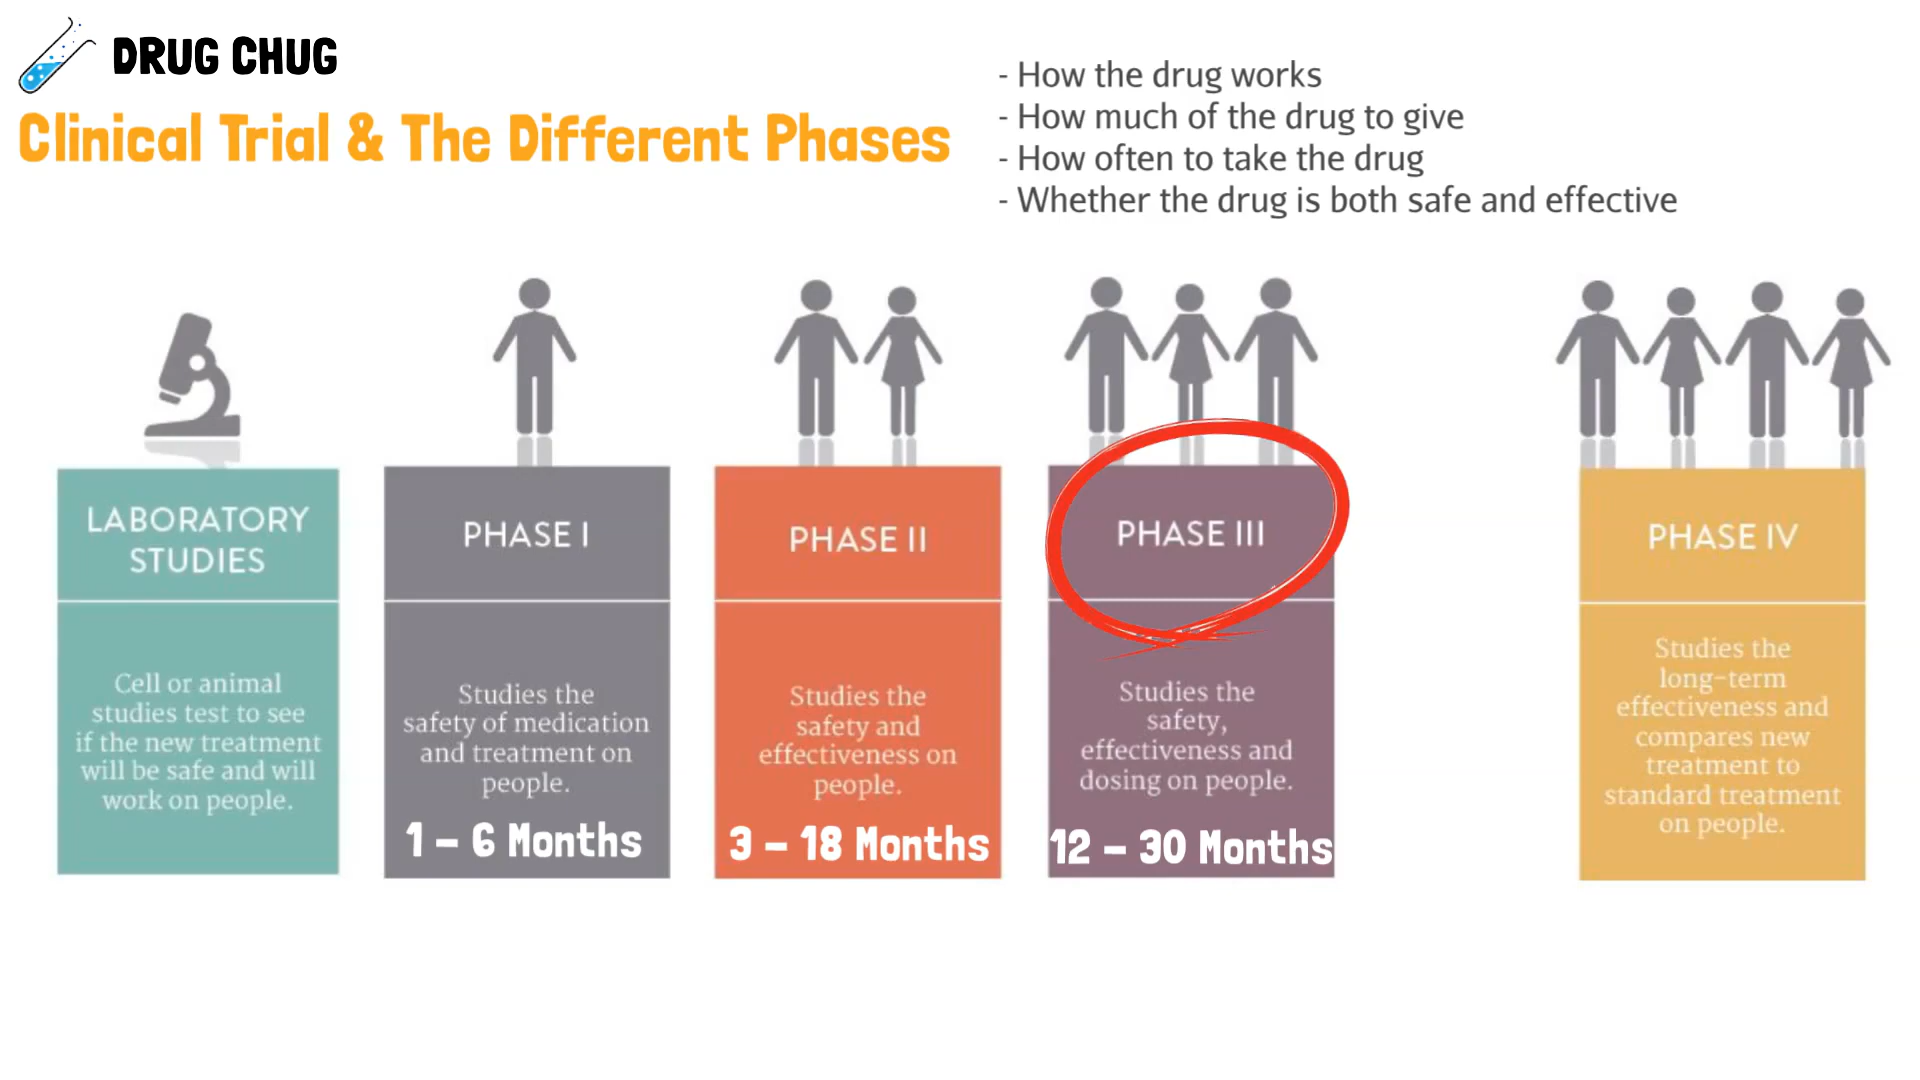 DRUG CHUG
Clinical Trial & The Different Phases
- How the drug works
- How much of the drug to give
- How often to take the drug
- Whether the drug is both safe and effective
LABORATORY
STUDIES
Cell or animal
studies test to see
if the new treatment
will be safe and will
work on people.
PHASE I
Studies the
safety of medication
and treatment on
people.
1 – 6 Months
PHASE II
Studies the
safety and
effectiveness on
people.
3 – 18 Months
PHASE III
Studies the
safety,
effectiveness and
dosing on people.
12 – 30 Months
PHASE IV
Studies the
long-term
effectiveness and
compares new
treatment to
standard treatment
on people.